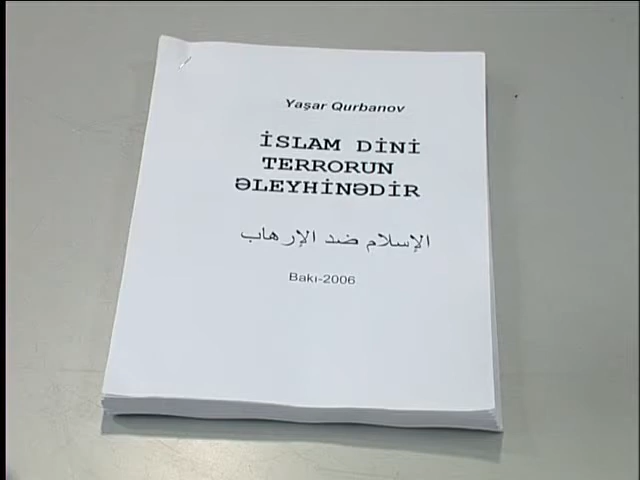 Yaşar Qurbanov
İSLAM DİNİ
TERRORUN
ƏLEYHİNƏDİR
الإسلام ضد الإرهاب
Bakı-2006